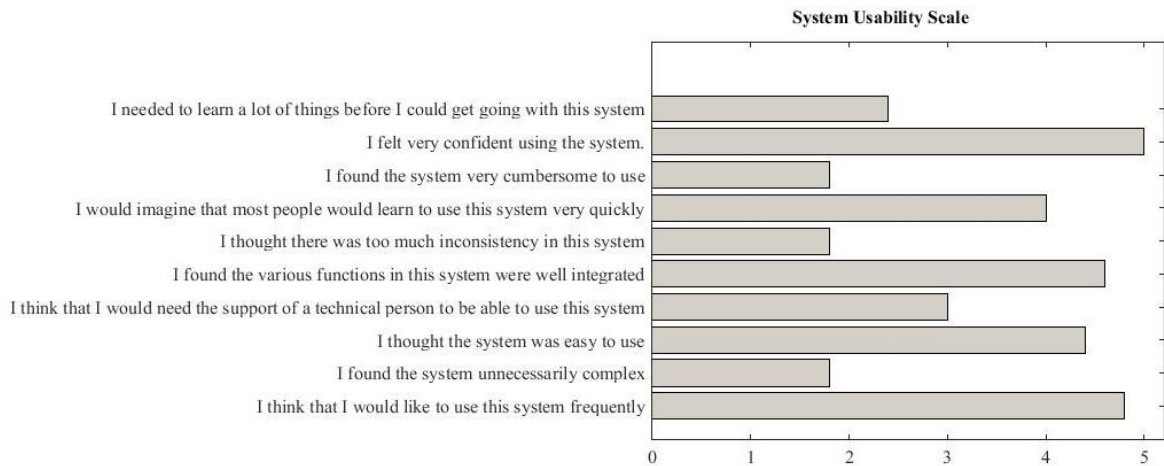 System Usability Scale
I needed to learn a lot of things before I could get going with this system
I felt very confident using the system.
I found the system very cumbersome to use
I would imagine that most people would learn to use this system very quickly
I thought there was too much inconsistency in this system
I found the various functions in this system were well integrated
I think that I would need the support of a technical person to be able to use this system
I thought the system was easy to use
I found the system unnecessarily complex
I think that I would like to use this system frequently
0 1 2 3 4 5